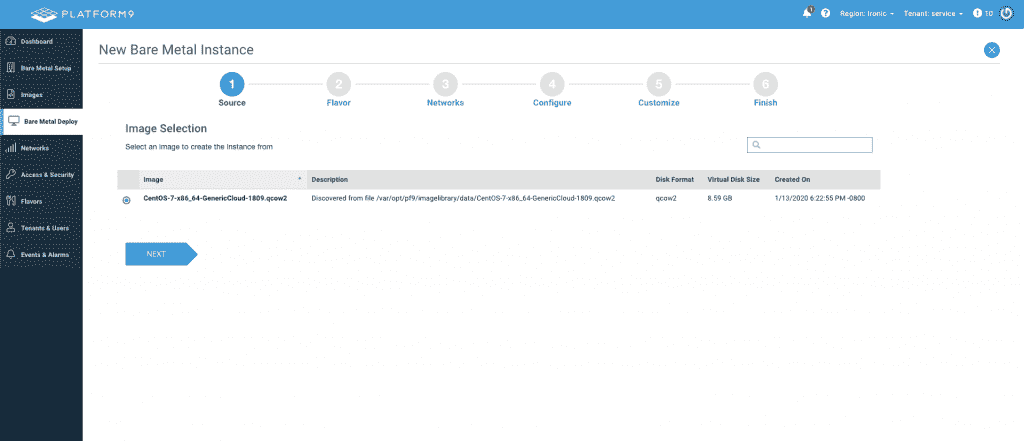 PLATFORM9
1
Region: Ironic
Tenant: service
10
Dashboard
Bare Metal Setup
Images
Bare Metal Deploy
Networks
Access & Security
Flavors
Tenants & Users
Events & Alarms
New Bare Metal Instance
1 2 3 4 5 6
Source Flavor Networks Configure Customize Finish
Image Selection
Select an image to create the instance from
Image Description Disk Format Virtual Disk Size Created On
CentOS-7-x86_64-GenericCloud-1809.qcow2 Discovered from file /var/opt/pf9/imagelibrary/data/CentOS-7-x86_64-GenericCloud-1809.qcow2 qcow2 8.59 GB 1/13/2020 6:22:55 PM -0800
NEXT